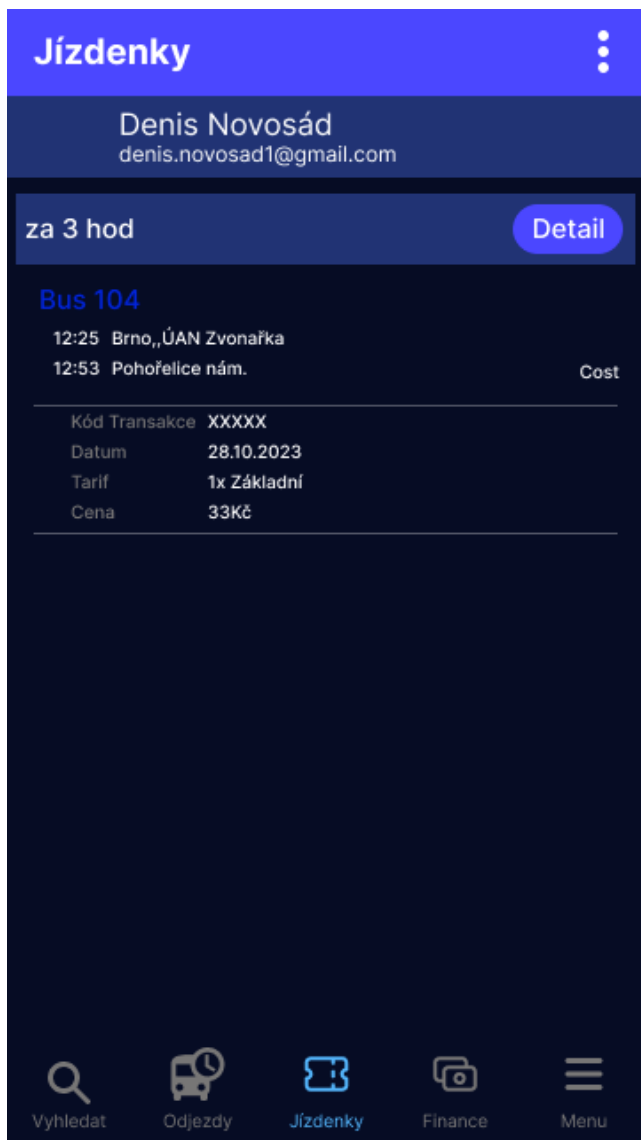 Jízdenky
Denis Novosád
denis.novosad1@gmail.com
za 3 hod
Detail
Bus 104
12:25 Brno,,ÚAN Zvonařka
12:53 Pohořelice nám.
Cost
Kód Transakce XXXXX
Datum 28.10.2023
Tarif 1x Základní
Cena 33Kč
Vyhledat Odjezdy Jízdenky Finance Menu